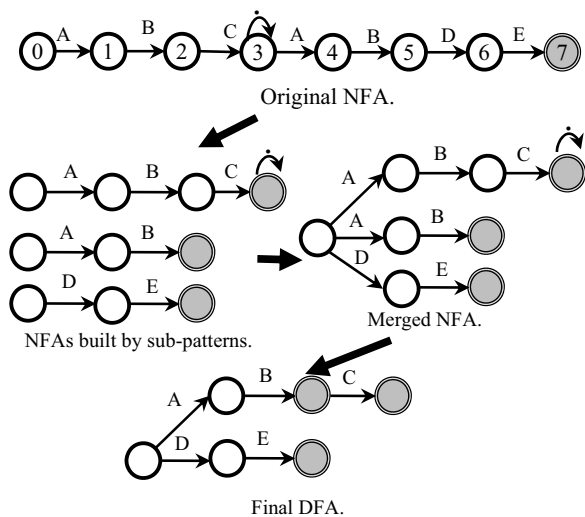 A B C . A B D E
0 1 2 3 4 5 6 7
Original NFA.
A B C .
A B
D E
NFAs built by sub-patterns.
A B C .
A B
D E
Merged NFA.
A B C
D E
Final DFA.